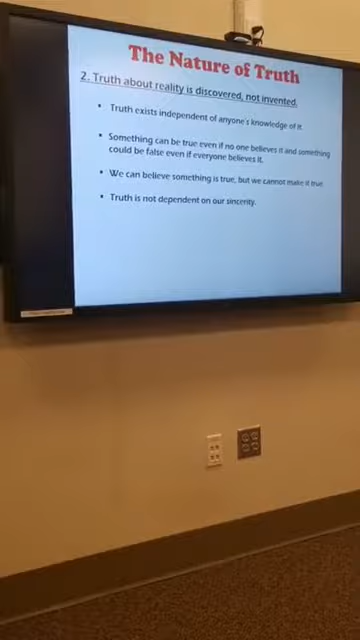 The Nature of Truth
2. Truth about reality is discovered, not invented.
• Truth exists independent of anyone's knowledge of it.
• Something can be true even if no one believes it and something
could be false even if everyone believes it.
• We can believe something is true, but we cannot make it true.
• Truth is not dependent on our sincerity.